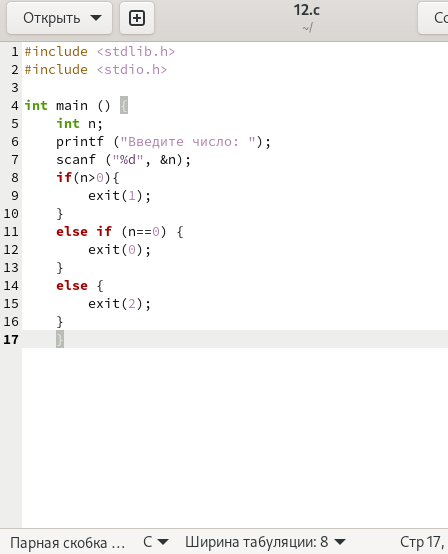 Открыть
12.c
~/
1 #include <stdlib.h>
2 #include <stdio.h>
3
4 int main () {
5     int n;
6     printf ("Введите число: ");
7     scanf ("%d", &n);
8     if(n>0){
9         exit(1);
10     }
11     else if (n==0) {
12         exit(0);
13     }
14     else {
15         exit(2);
16     }
17     }
Парная скобка ... C Ширина табуляции: 8 Стр 17,